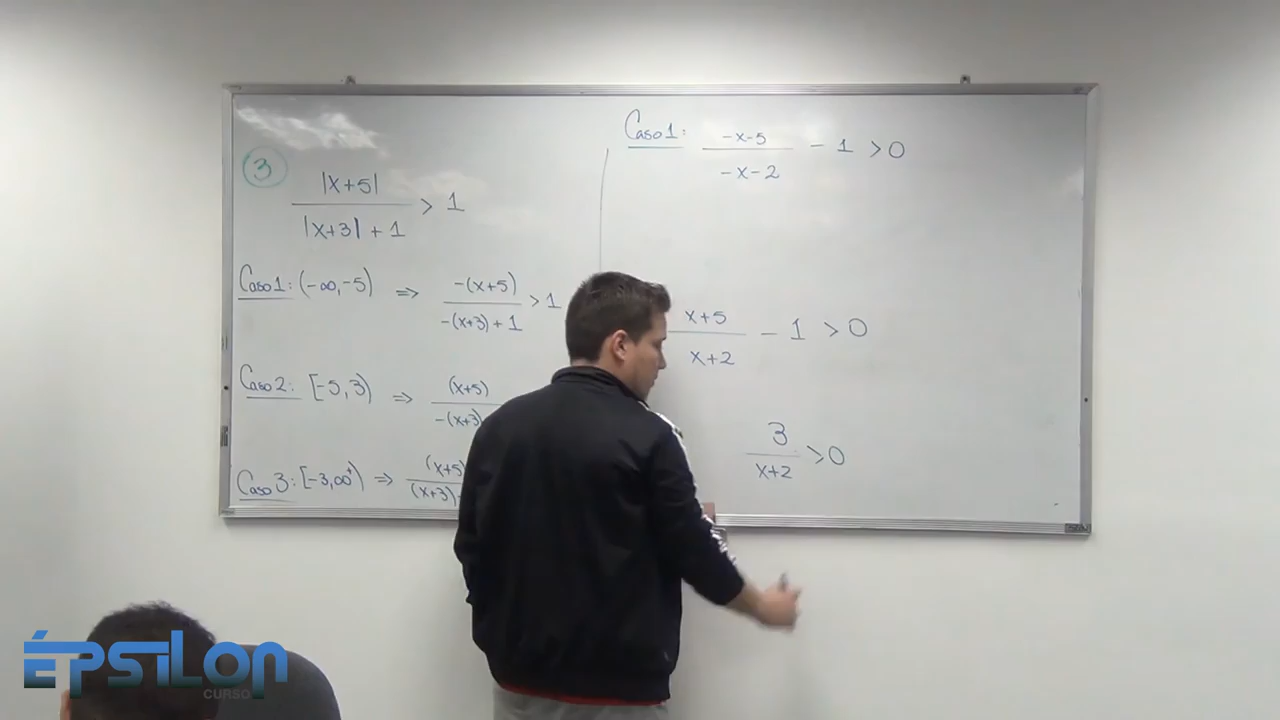 3
|x+5|
|x+3| + 1
> 1
Caso 1: (-∞, -5) ⇒ -(x+5)
-(x+3) + 1
> 1
Caso 2: [-5, 3) ⇒ (x+5)
-(x+3)
Caso 3: [-3, ∞⁺) ⇒ (x+5)
(x+3)
Caso 1: -x-5
-x-2
- 1 > 0
x+5
x+2
- 1 > 0
3
x+2
> 0
ÉPSILON
CURSO